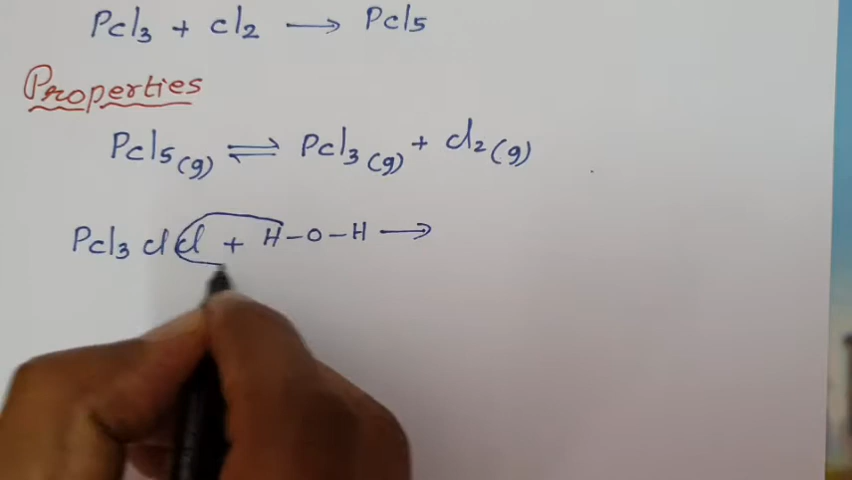 Pcl₃ + cl₂ → Pcl₅
Properties
Pcl₅(g) ⇌ Pcl₃(g) + cl₂(g)
Pcl₃ cl cl + H-O-H →